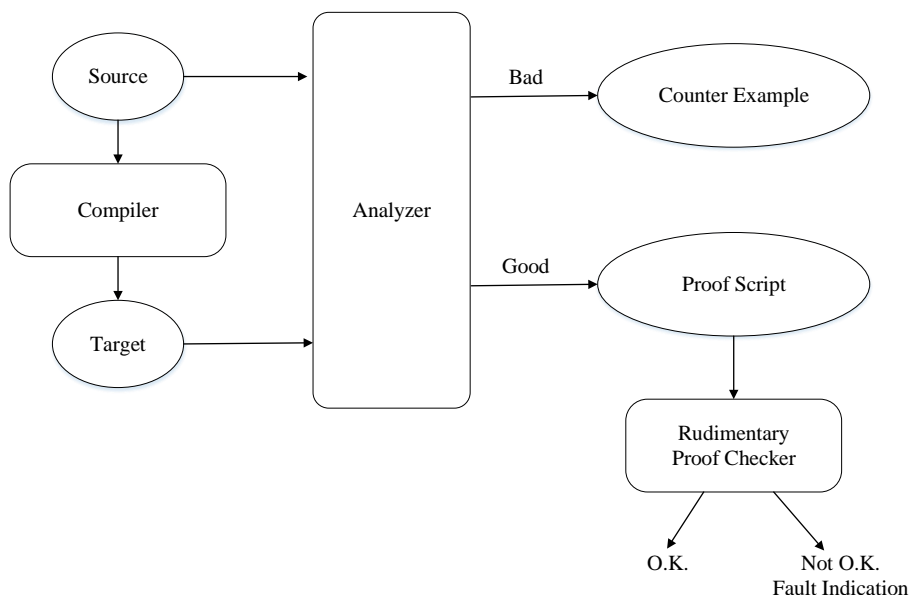 Source
Compiler
Target
Analyzer
Bad
Counter Example
Good
Proof Script
Rudimentary
Proof Checker
O.K.
Not O.K.
Fault Indication